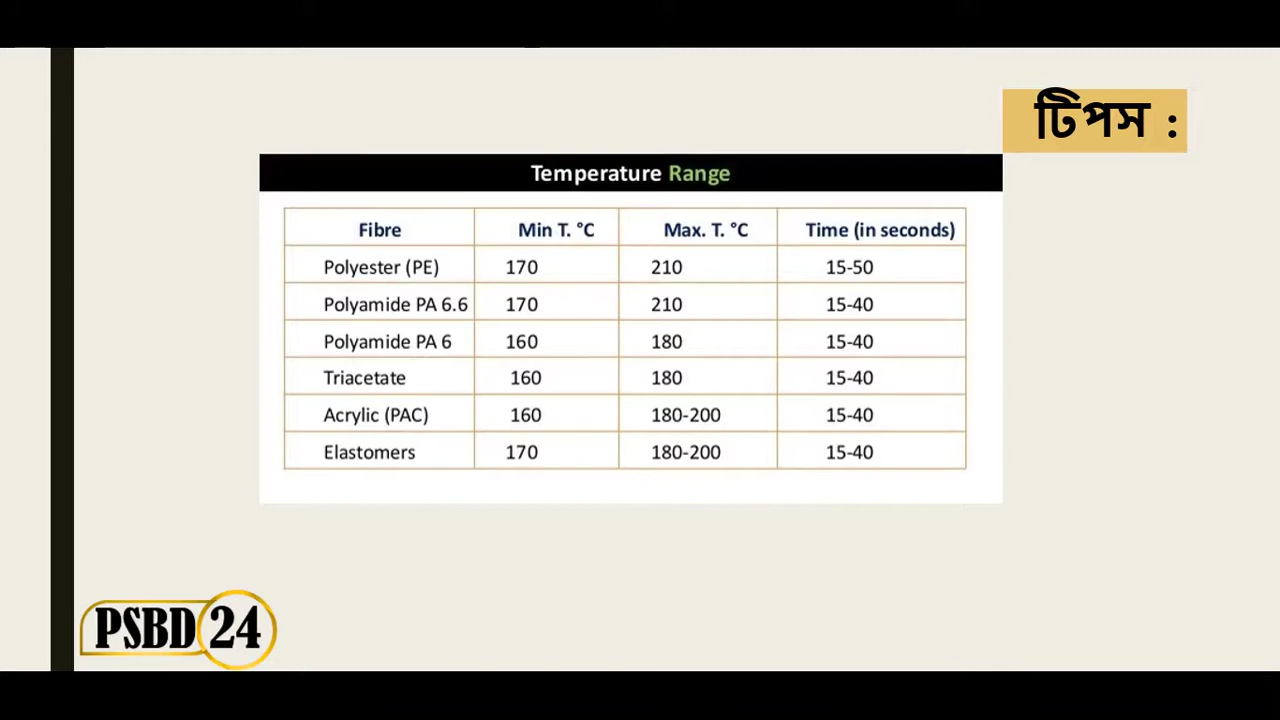 টিপস :
Temperature Range
Fibre Min T. °C Max. T. °C Time (in seconds)
Polyester (PE) 170 210 15-50
Polyamide PA 6.6 170 210 15-40
Polyamide PA 6 160 180 15-40
Triacetate 160 180 15-40
Acrylic (PAC) 160 180-200 15-40
Elastomers 170 180-200 15-40
PSBD 24